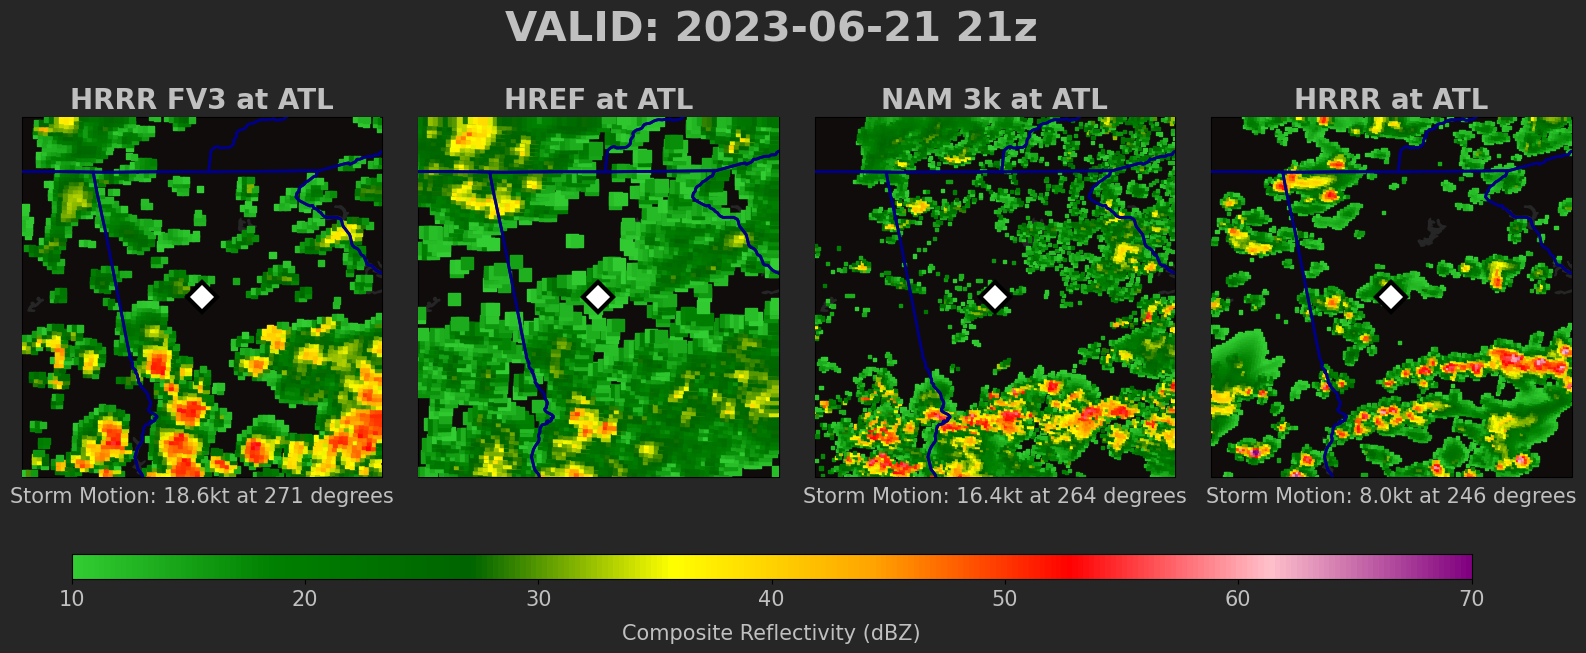 VALID: 2023-06-21 21z
HRRR FV3 at ATL
HREF at ATL
NAM 3k at ATL
HRRR at ATL
Storm Motion: 18.6kt at 271 degrees
Storm Motion: 16.4kt at 264 degrees
Storm Motion: 8.0kt at 246 degrees
10 20 30 40 50 60 70
Composite Reflectivity (dBZ)